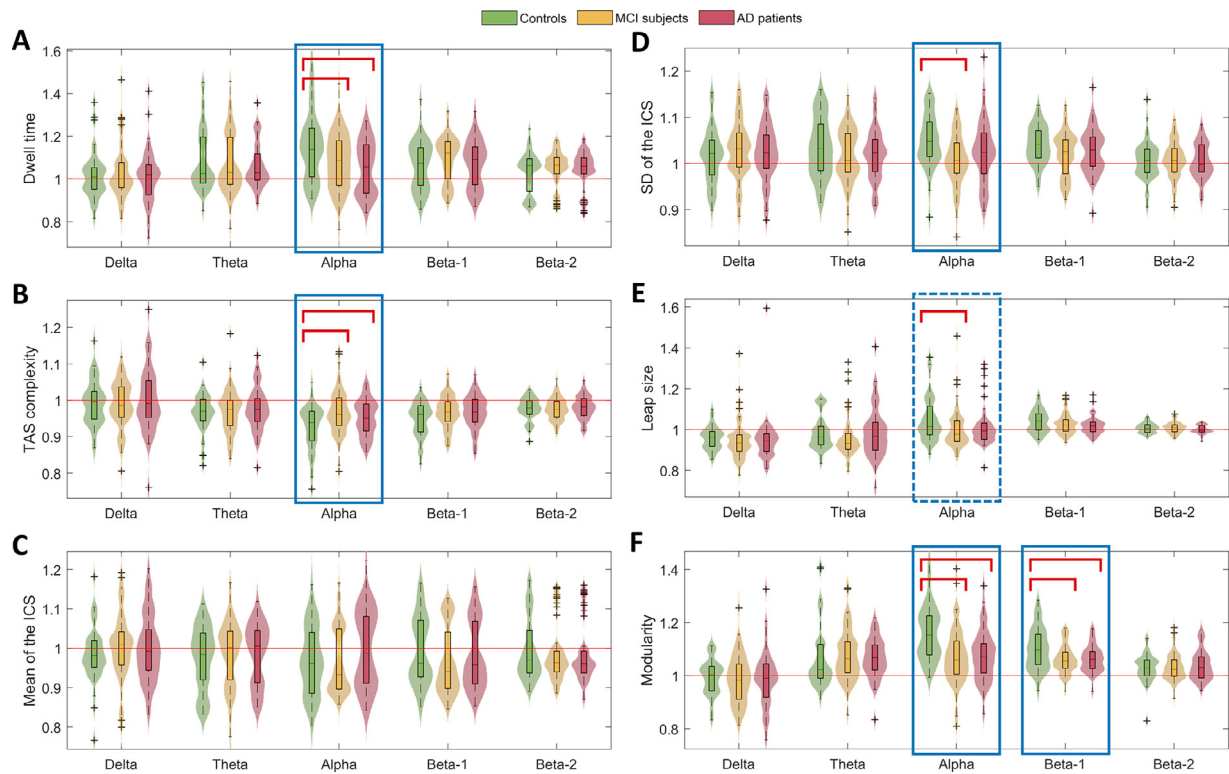 Controls MCI subjects AD patients
A
1.6
1.4
1.2
1.0
0.8
Dwell time
Delta Theta Alpha Beta-1 Beta-2
D
1.2
1.1
1.0
0.9
SD of the ICS
Delta Theta Alpha Beta-1 Beta-2
B
1.2
1.1
1.0
0.9
0.8
TAS complexity
Delta Theta Alpha Beta-1 Beta-2
E
1.6
1.4
1.2
1.0
0.8
Leap size
Delta Theta Alpha Beta-1 Beta-2
C
1.2
1.1
1.0
0.9
0.8
Mean of the ICS
Delta Theta Alpha Beta-1 Beta-2
F
1.4
1.2
1.0
0.8
Modularity
Delta Theta Alpha Beta-1 Beta-2